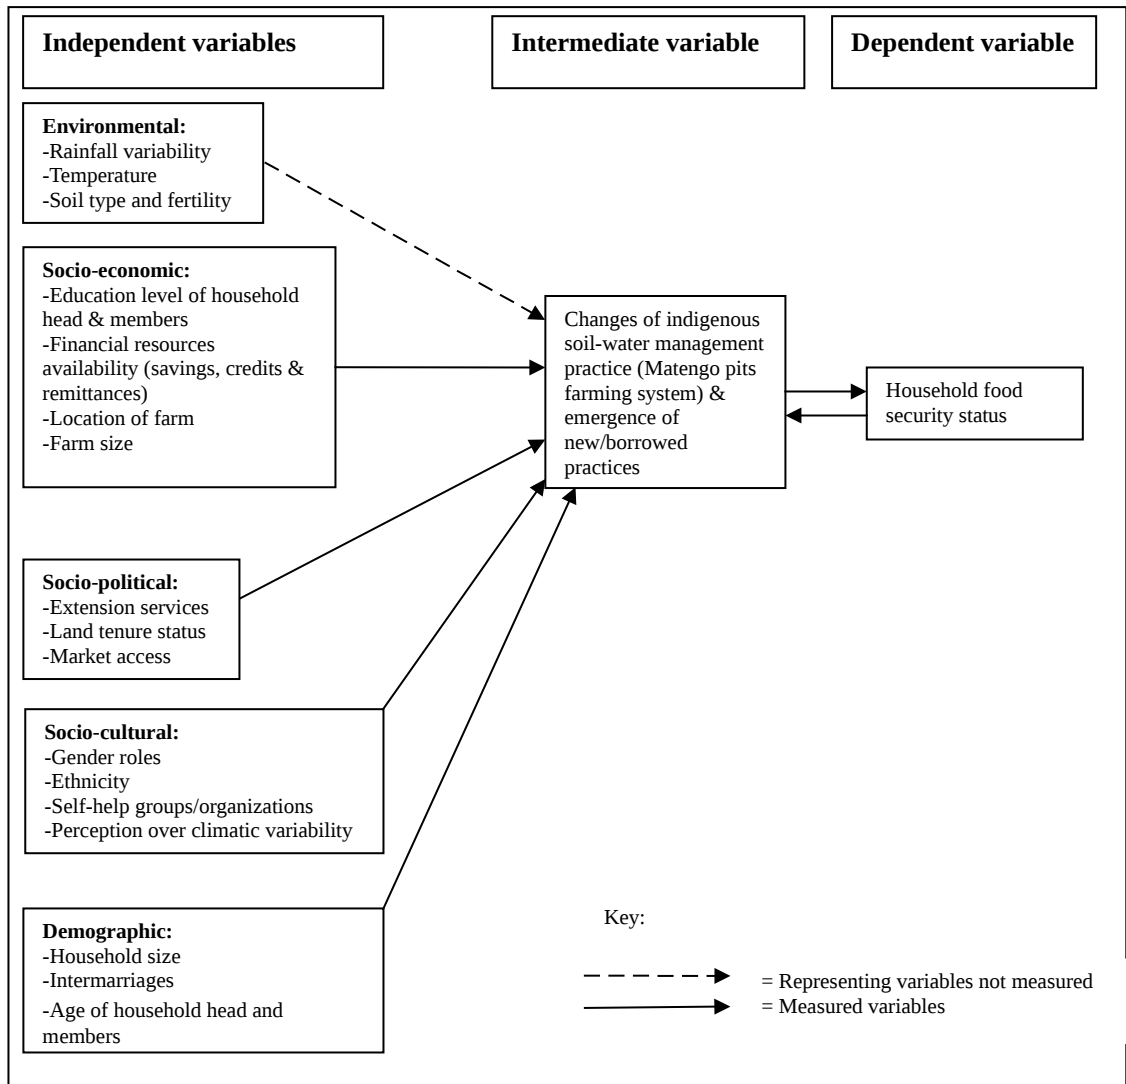 Independent variables
Intermediate variable
Dependent variable
Environmental:
-Rainfall variability
-Temperature
-Soil type and fertility
Socio-economic:
-Education level of household
head & members
-Financial resources
availability (savings, credits &
remittances)
-Location of farm
-Farm size
Socio-political:
-Extension services
-Land tenure status
-Market access
Socio-cultural:
-Gender roles
-Ethnicity
-Self-help groups/organizations
-Perception over climatic variability
Demographic:
-Household size
-Intermarriages
-Age of household head and
members
Changes of indigenous
soil-water management
practice (Matengo pits
farming system) &
emergence of
new/borrowed
practices
Household food
security status
Key:
= Representing variables not measured
= Measured variables